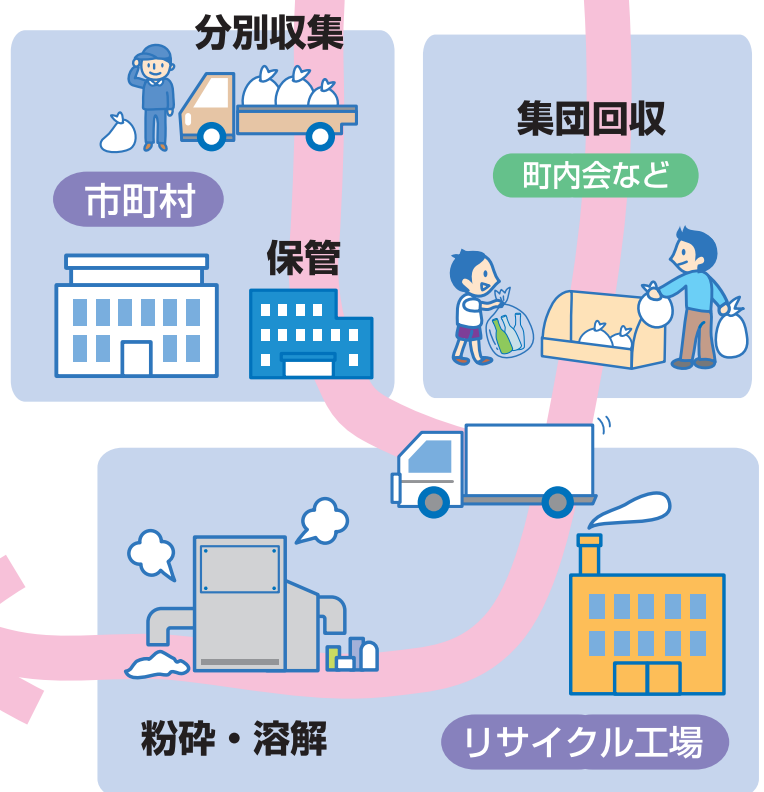 分別収集
市町村
保管
集団回収
町内会など
粉砕・溶解
リサイクル工場